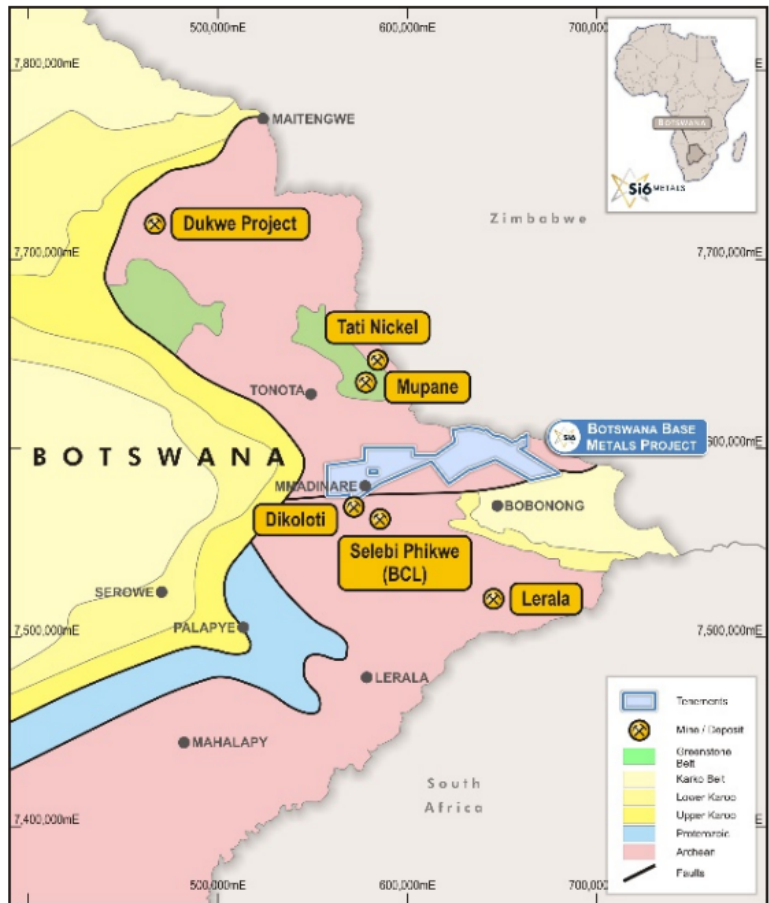 500,000mE
600,000mE
700,
7,800,000mE
E
MAITENGWE
BOTSWANA
Si6 METALS
Zimbabwe
Dukwe Project
7,700,000mE
7,700,000mE
Tati Nickel
Mupane
TONOTA
BOTSWANA
Si6
BOTSWANA BASE
METALS PROJECT
7,600,000mE
MMADINARE
BOBONONG
Dikoloti
Selebi Phikwe
(BCL)
SEROWE
Lerala
PALAPYE
7,500,000mE
7,500,000mE
LERALA
MAHALAPY
South
Africa
7,400,000mE
E
Tenements
Mine / Deposit
Greenstone
Belt
Karko Belt
Lower Karoo
Upper Karoo
Proterozoic
Archean
Faults
500,000mE
600,000mE
700,